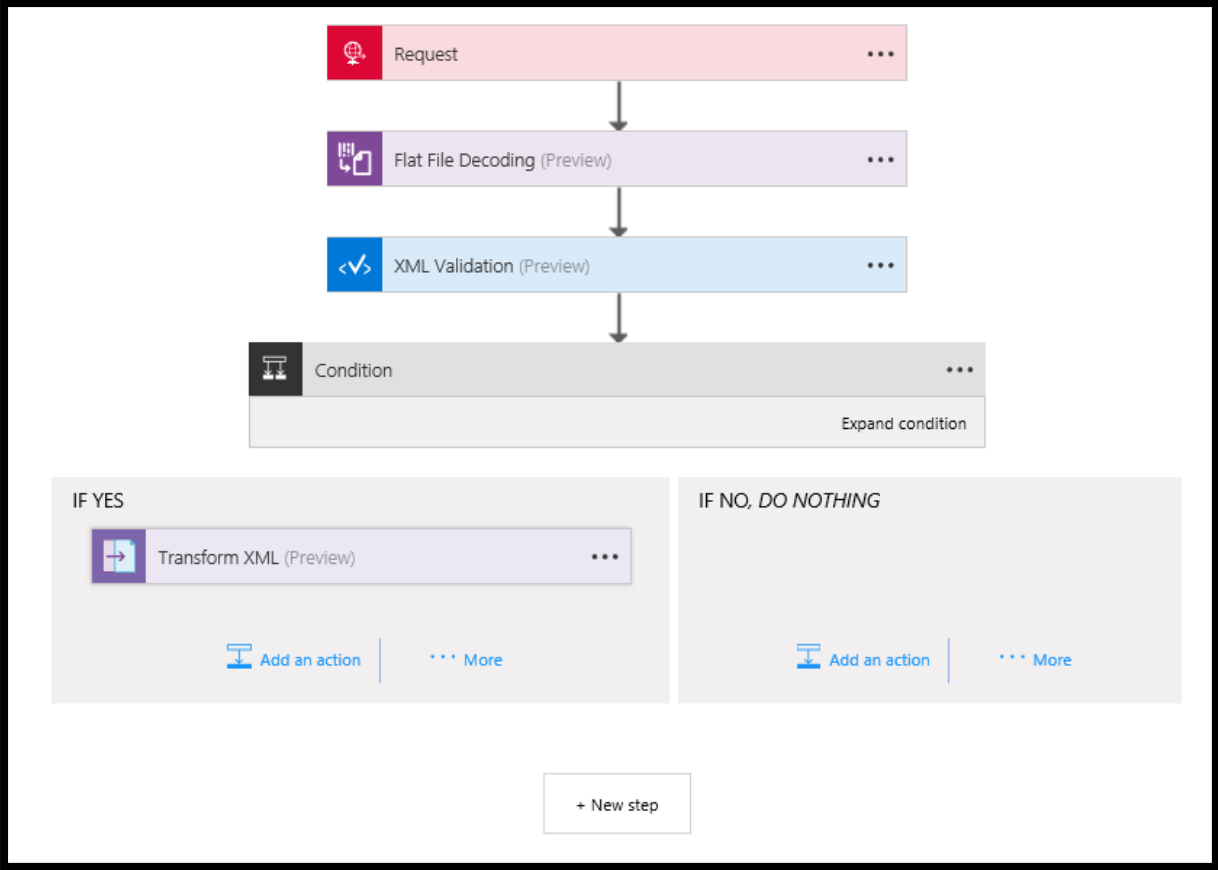 Request
Flat File Decoding (Preview)
XML Validation (Preview)
Condition
Expand condition
IF YES
Transform XML (Preview)
Add an action
More
IF NO, DO NOTHING
Add an action
More
+ New step